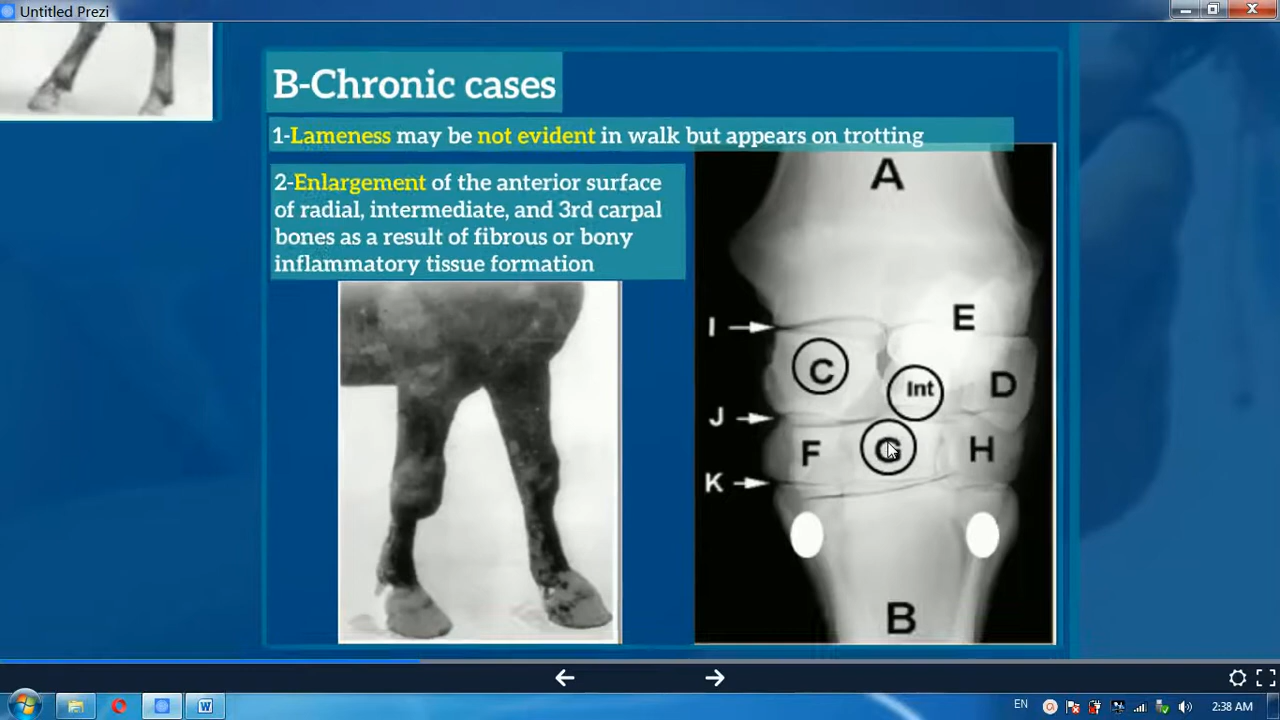 Untitled Prezi
B-Chronic cases
1-Lameness may be not evident in walk but appears on trotting
2-Enlargement of the anterior surface
of radial, intermediate, and 3rd carpal
bones as a result of fibrous or bony
inflammatory tissue formation
A
I
E
C
Int
D
J
F
G
H
K
B
EN
2:38 AM